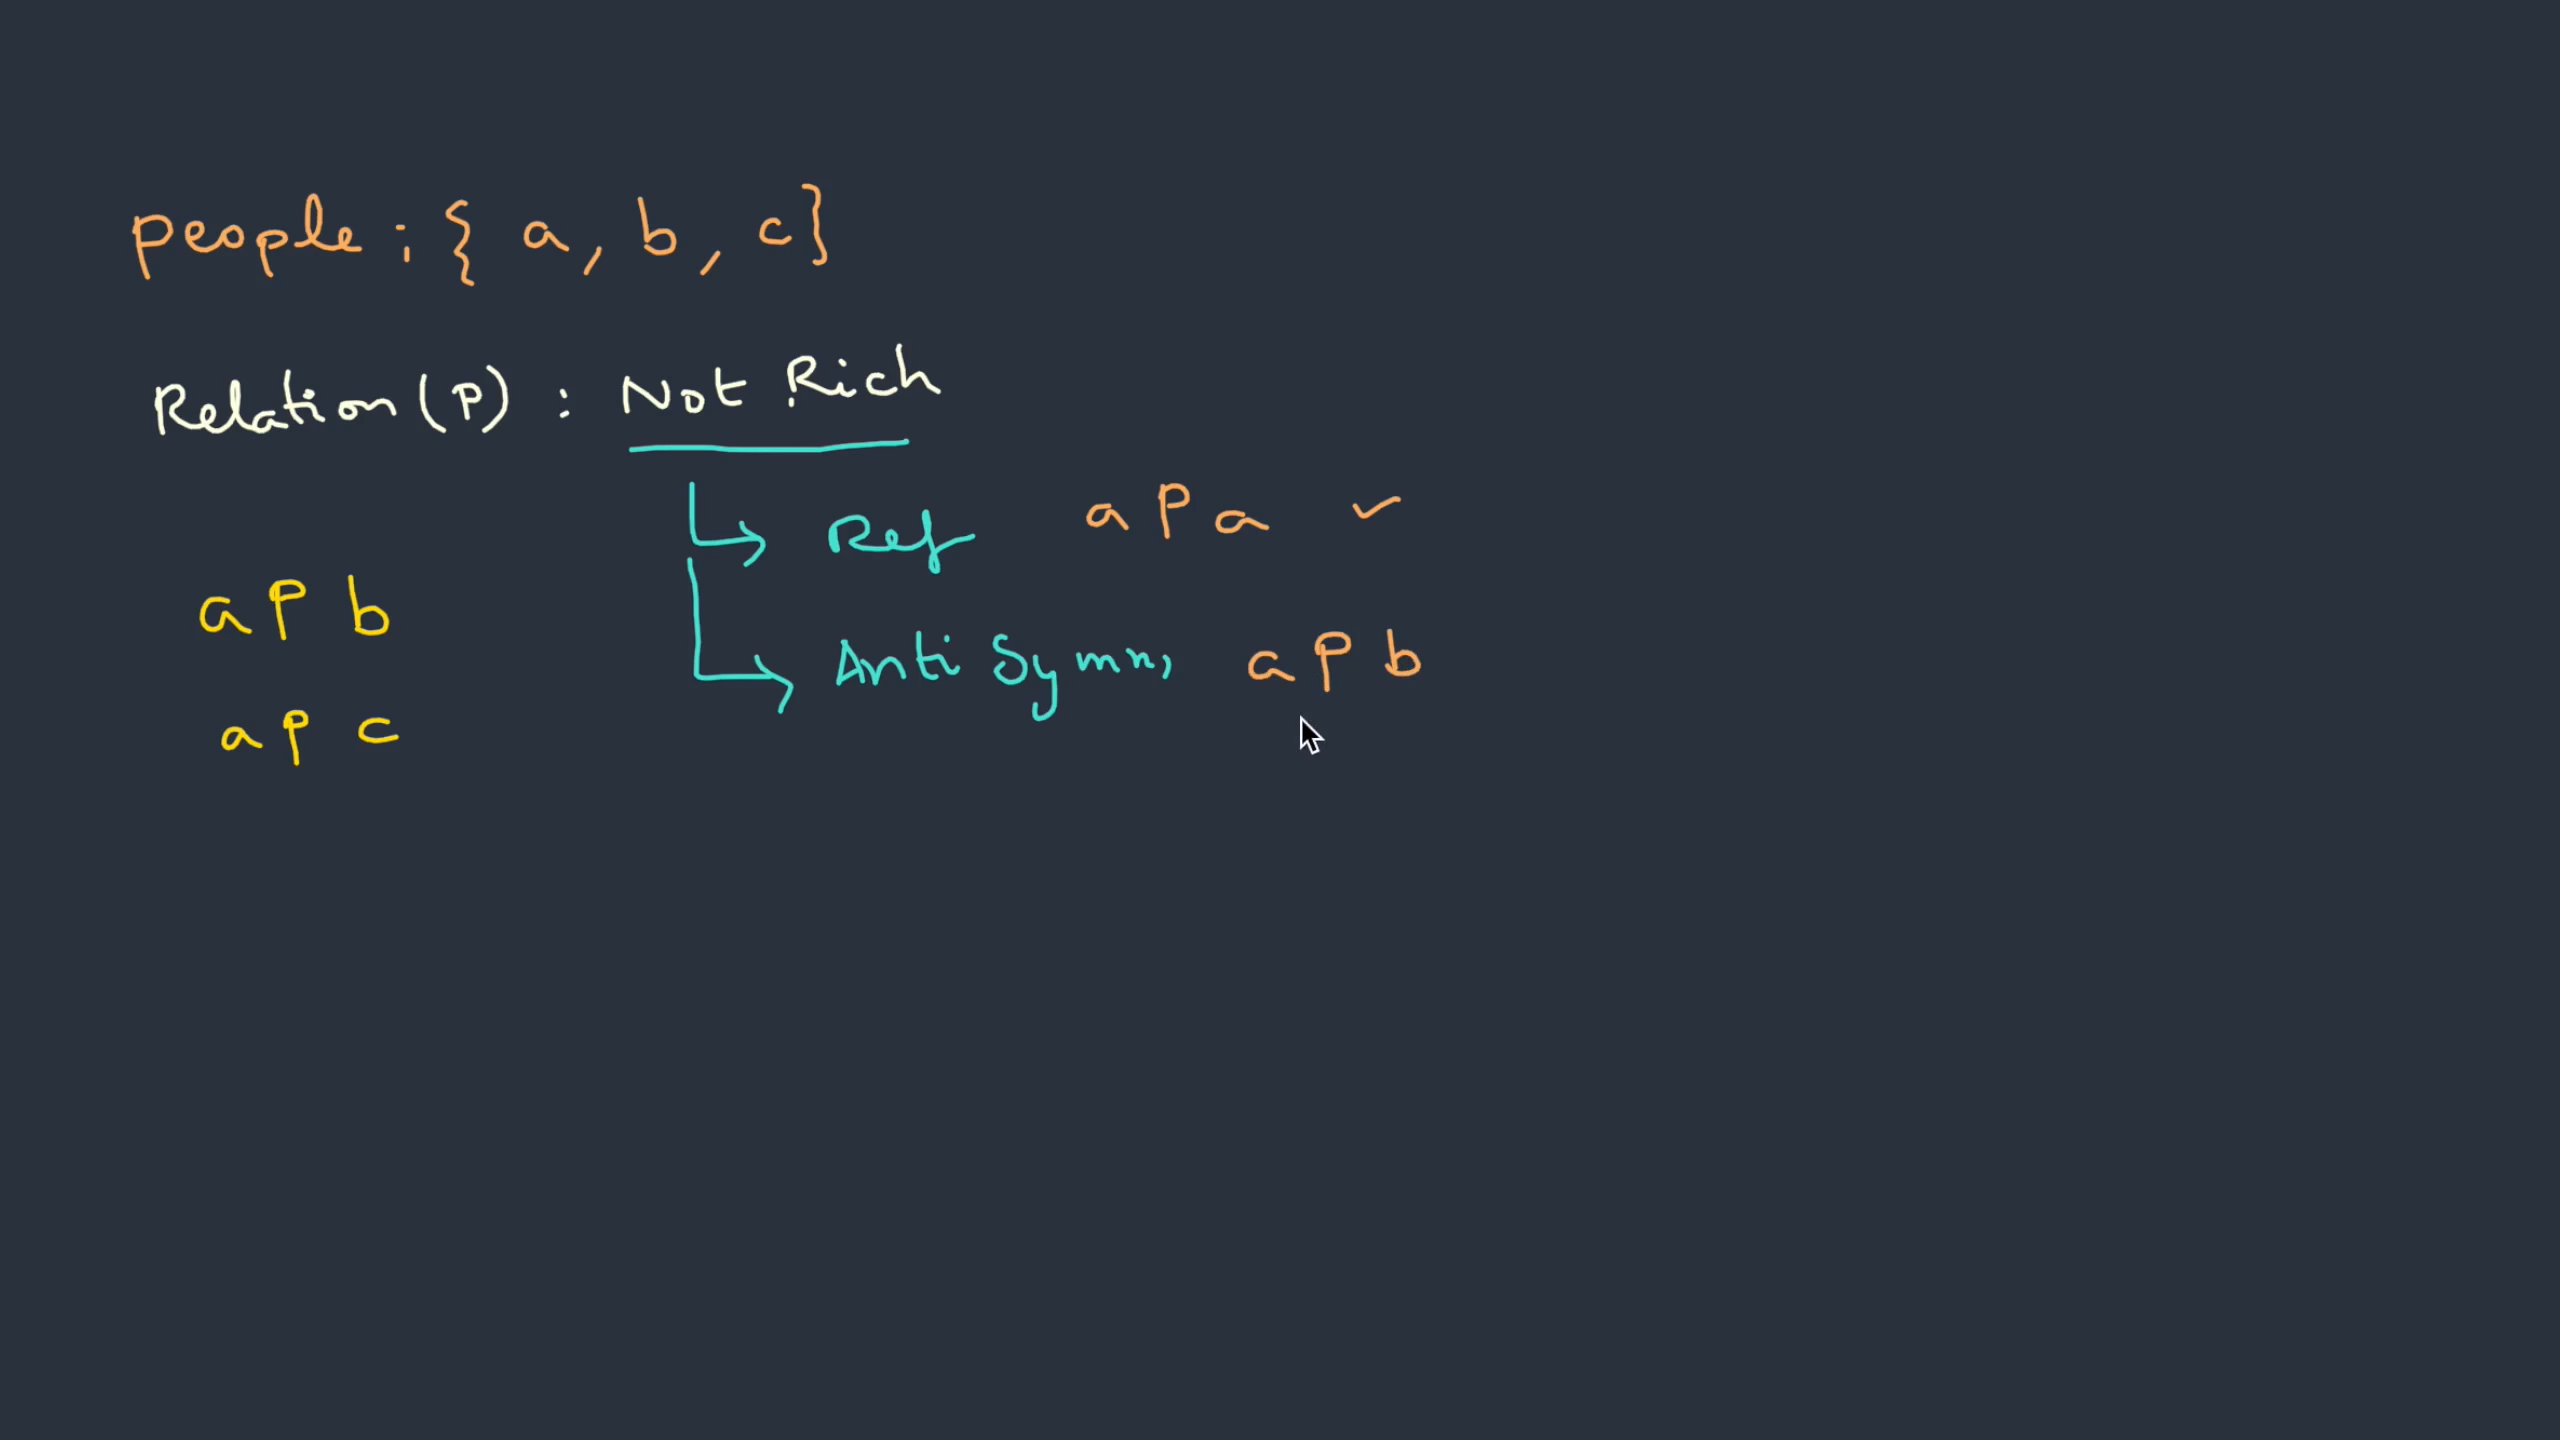 people : { a, b, c}
Relation (P) : Not Rich
Ref a P a ✓
a P b
Anti Symm, a P b
a P c